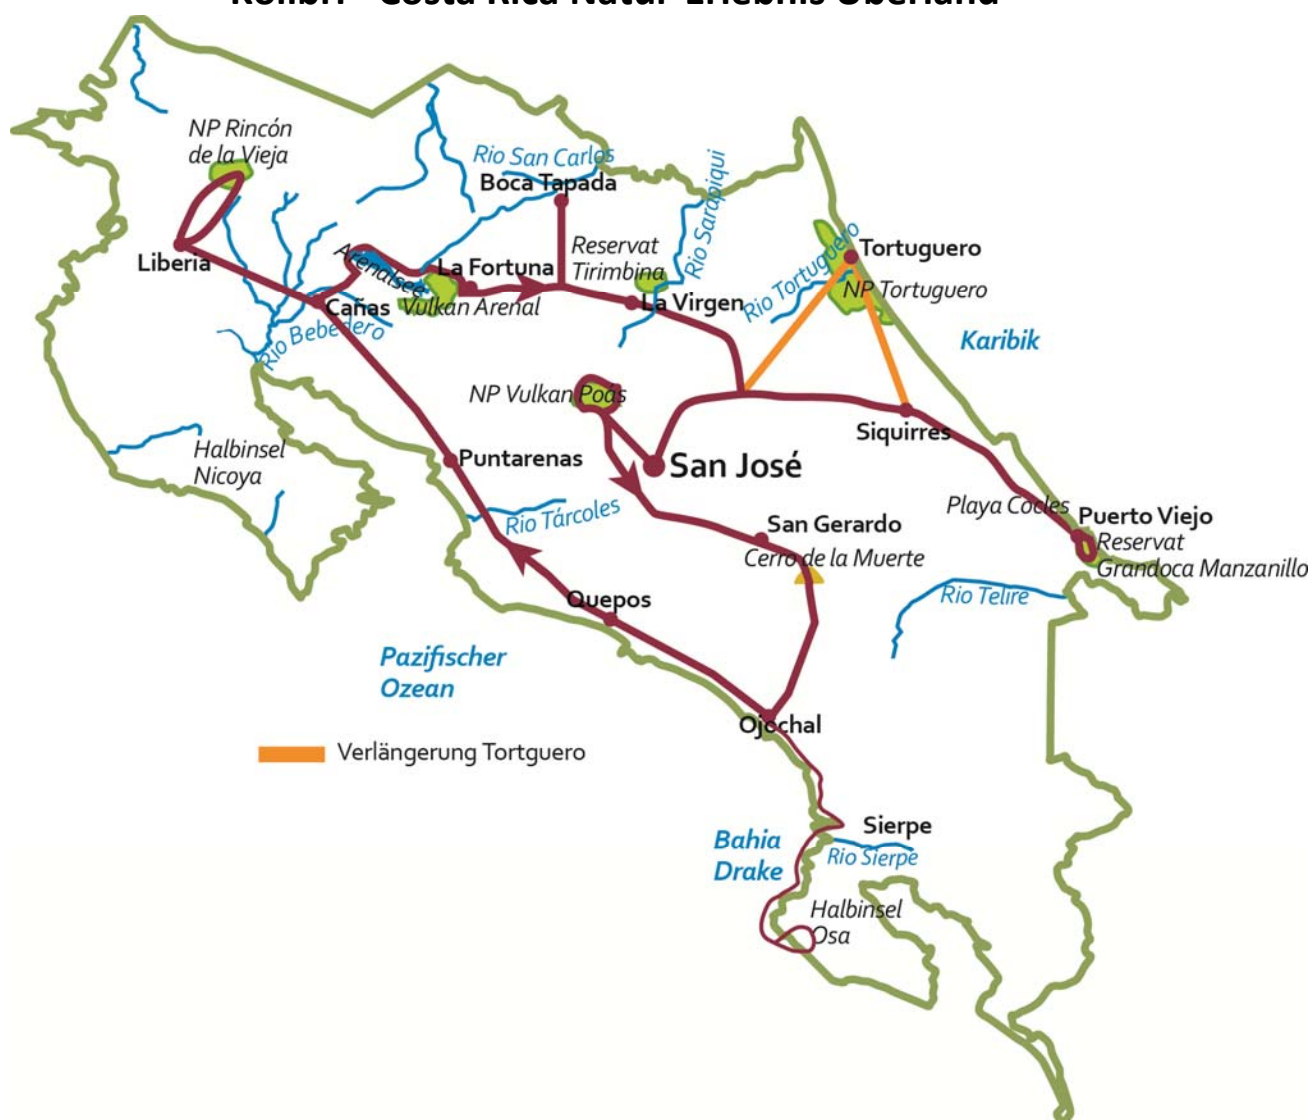 Kolibri - Costa Rica Natur-Erlebnis Überland
NP Rincón
de la Vieja
Rio San Carlos
Boca Tapada
Rio Sarapiqui
Liberia
Arenalsee
La Fortuna
Reservat
Tirimbina
Rio Tortuguero
Tortuguero
NP Tortuguero
Cañas
Vulkan Arenal
La Virgen
Rio Bebedero
Karibik
NP Vulkan Poás
Siquirres
Halbinsel
Nicoya
Puntarenas
San José
Playa Cocles
Puerto Viejo
Rio Tárcoles
San Gerardo
Reservat
Grandoca Manzanillo
Cerro de la Muerte
Quepos
Rio Telire
Pazifischer
Ozean
Ojochal
Verlängerung Tortguero
Sierpe
Bahia
Drake
Rio Sierpe
Halbinsel
Osa